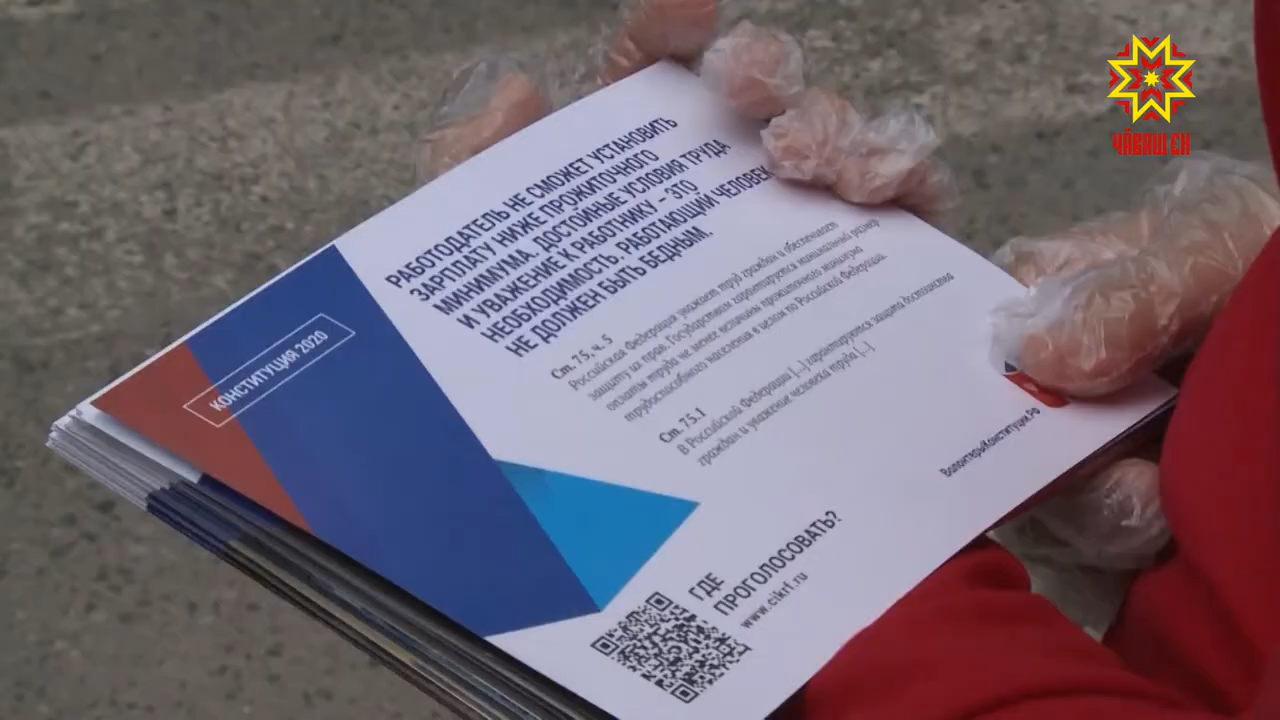 ЧӐВАШ ЕН
РАБОТОДАТЕЛЬ НЕ СМОЖЕТ УСТАНОВИТЬ
ЗАРПЛАТУ НИЖЕ ПРОЖИТОЧНОГО
МИНИМУМА. ДОСТОЙНЫЕ УСЛОВИЯ ТРУДА
И УВАЖЕНИЕ К РАБОТНИКУ – ЭТО
НЕОБХОДИМОСТЬ. РАБОТАЮЩИЙ ЧЕЛОВЕК
НЕ ДОЛЖЕН БЫТЬ БЕДНЫМ.
КОНСТИТУЦИЯ 2020
Ст. 75, ч.5
Российская Федерация уважает труд граждан и обеспечивает
защиту их прав. Государством гарантируется минимальный размер
оплаты труда не менее величины прожиточного минимума
трудоспособного населения в целом по Российской Федерации.
Ст. 75.1
В Российской Федерации [...] гарантируются защита достоинства
граждан и уважение человека труда [...]
ВолонтерыКонституции.РФ
ГДЕ
ПРОГОЛОСОВАТЬ?
www.cikrf.ru